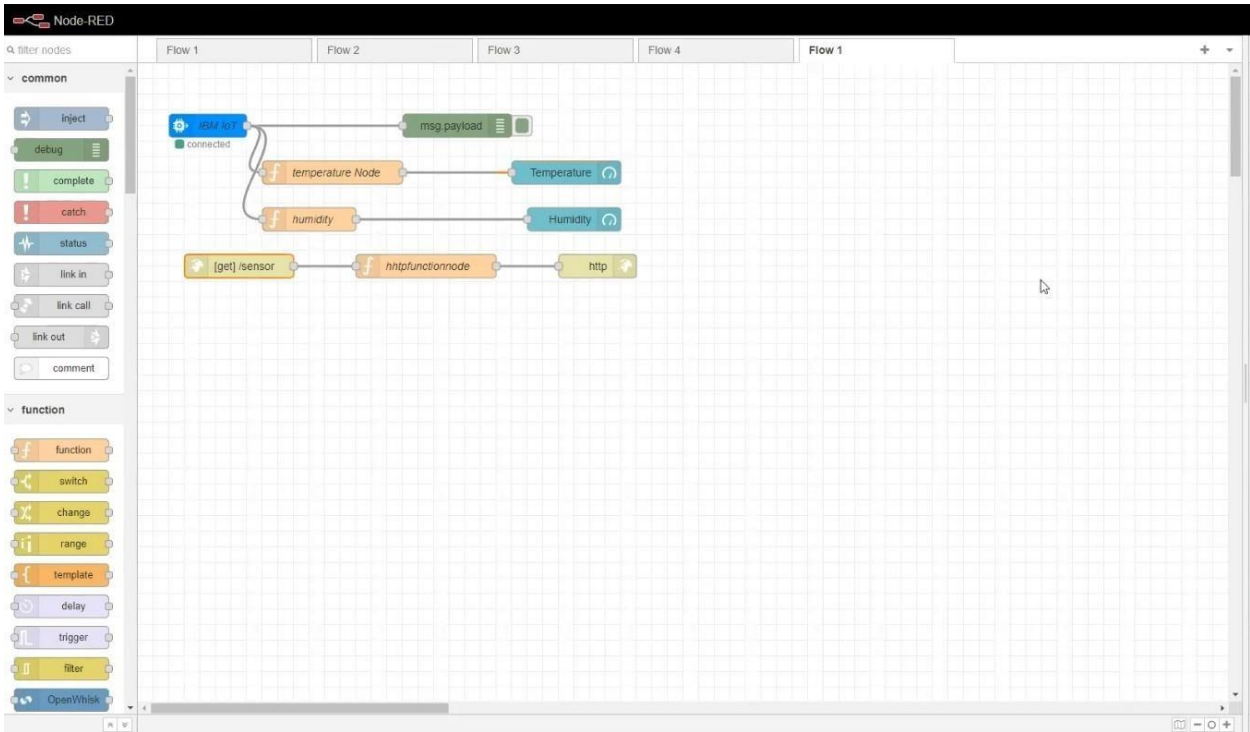 Node-RED
filter nodes
Flow 1
Flow 2
Flow 3
Flow 4
Flow 1
common
inject
debug
complete
catch
status
link in
link call
link out
comment
function
function
switch
change
range
template
delay
trigger
filter
OpenWhisk
IBM IoT
connected
msg.payload
temperature Node
Temperature
humidity
Humidity
[get] /sensor
hhtpfunctionnode
http